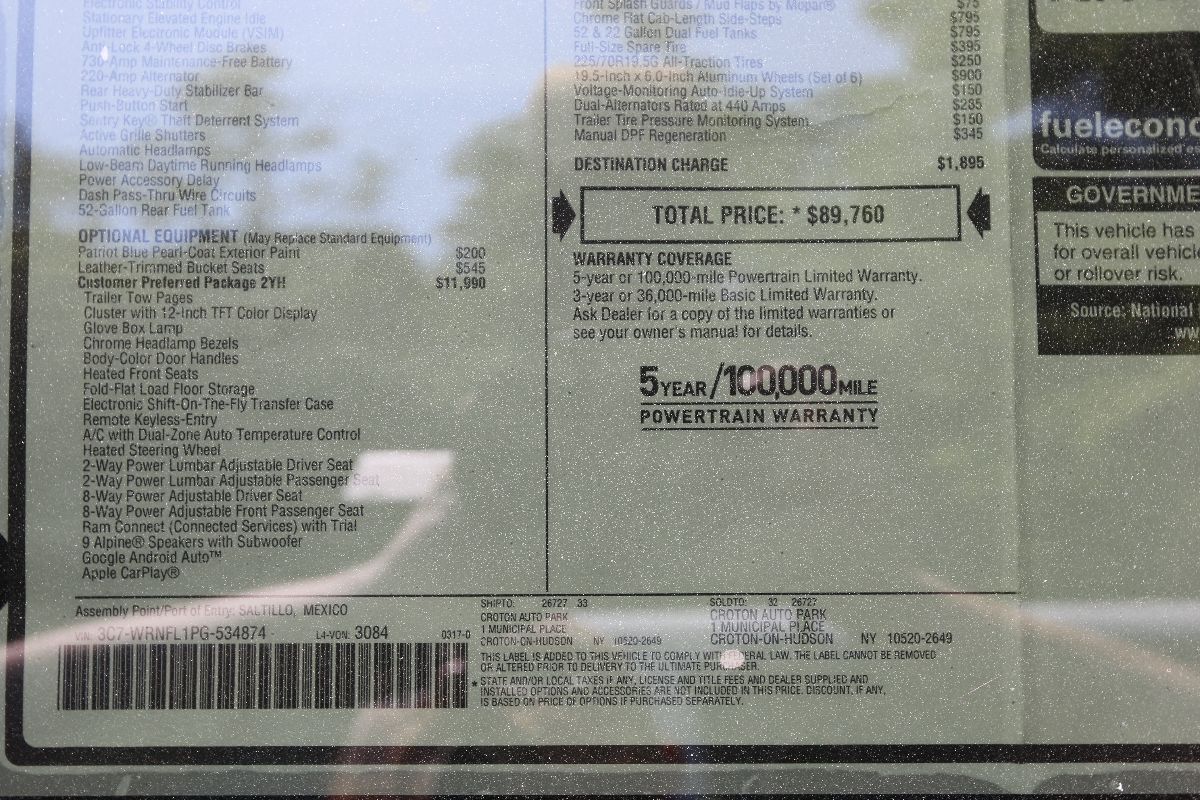 Electronic Stability Control
Stationary Elevated Engine Idle
Upfitter Electronic Module (VSIM)
Anti-Lock 4-Wheel Disc Brakes
730-Amp Maintenance-Free Battery
220-Amp Alternator
Rear Heavy-Duty Stabilizer Bar
Push-Button Start
Sentry Key® Theft Deterrent System
Active Grille Shutters
Automatic Headlamps
Low-Beam Daytime Running Headlamps
Power Accessory Delay
Dash Pass-Thru Wire Circuits
52-Gallon Rear Fuel Tank
OPTIONAL EQUIPMENT (May Replace Standard Equipment)
Patriot Blue Pearl-Coat Exterior Paint $200
Leather-Trimmed Bucket Seats $545
Customer Preferred Package 2YH $11,990
Trailer Tow Pages
Cluster with 12-Inch TFT Color Display
Glove Box Lamp
Chrome Headlamp Bezels
Body-Color Door Handles
Heated Front Seats
Fold-Flat Load Floor Storage
Electronic Shift-On-The-Fly Transfer Case
Remote Keyless-Entry
A/C with Dual-Zone Auto Temperature Control
Heated Steering Wheel
2-Way Power Lumbar Adjustable Driver Seat
2-Way Power Lumbar Adjustable Passenger Seat
8-Way Power Adjustable Driver Seat
8-Way Power Adjustable Front Passenger Seat
Ram Connect (Connected Services) with Trial
9 Alpine® Speakers with Subwoofer
Google Android Auto™
Apple CarPlay®
Front Splash Guards / Mud Flaps by Mopar® $75
Chrome Flat Cab-Length Side-Steps $795
52 & 22 Gallon Dual Fuel Tanks $795
Full-Size Spare Tire $395
225/70R19.5G All-Traction Tires $250
19.5-Inch x 6.0-Inch Aluminum Wheels (Set of 6) $900
Voltage-Monitoring Auto-Idle-Up System $150
Dual-Alternators Rated at 440 Amps $285
Trailer Tire Pressure Monitoring System $150
Manual DPF Regeneration $345
DESTINATION CHARGE $1,895
TOTAL PRICE: * $89,760
WARRANTY COVERAGE
5-year or 100,000-mile Powertrain Limited Warranty.
3-year or 36,000-mile Basic Limited Warranty.
Ask Dealer for a copy of the limited warranties or
see your owner's manual for details.
5 YEAR/100,000 MILE
POWERTRAIN WARRANTY
fuelecono
Calculate personalized es
GOVERNME
This vehicle has
for overall vehicle
or rollover risk.
Source: National
ww
Assembly Point/Port of Entry: SALTILLO, MEXICO
VIN: 3C7-WRNFL1PG-534874 - L4-VON: 3084 0317-0
SHIPTO: 26727 33
CROTON AUTO PARK
1 MUNICIPAL PLACE
CROTON-ON-HUDSON NY 10520-2649
SOLDTO: 32 26727
CROTON AUTO PARK
1 MUNICIPAL PLACE
CROTON-ON-HUDSON NY 10520-2649
THIS LABEL IS ADDED TO THIS VEHICLE TO COMPLY WITH FEDERAL LAW. THE LABEL CANNOT BE REMOVED
OR ALTERED PRIOR TO DELIVERY TO THE ULTIMATE PURCHASER.
* STATE AND/OR LOCAL TAXES IF ANY, LICENSE AND TITLE FEES AND DEALER SUPPLIED AND
INSTALLED OPTIONS AND ACCESSORIES ARE NOT INCLUDED IN THIS PRICE. DISCOUNT, IF ANY,
IS BASED ON PRICE OF OPTIONS IF PURCHASED SEPARATELY.